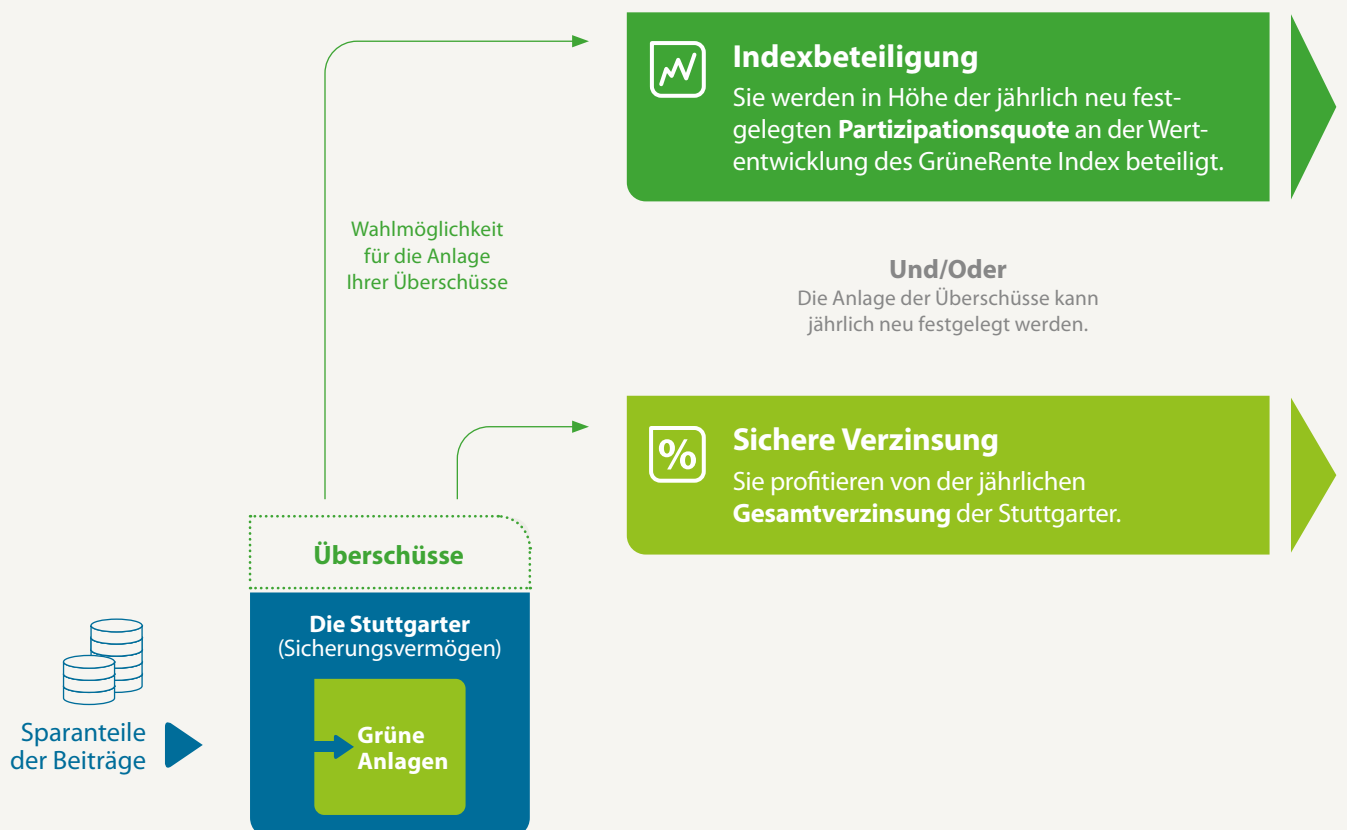 Indexbeteiligung
Sie werden in Höhe der jährlich neu fest-
gelegten Partizipationsquote an der Wert-
entwicklung des GrüneRente Index beteiligt.
Wahlmöglichkeit
für die Anlage
Ihrer Überschüsse
Und/Oder
Die Anlage der Überschüsse kann
jährlich neu festgelegt werden.
%
Sichere Verzinsung
Sie profitieren von der jährlichen
Gesamtverzinsung der Stuttgarter.
Überschüsse
Die Stuttgarter
(Sicherungsvermögen)
Grüne
Anlagen
Sparanteile
der Beiträge